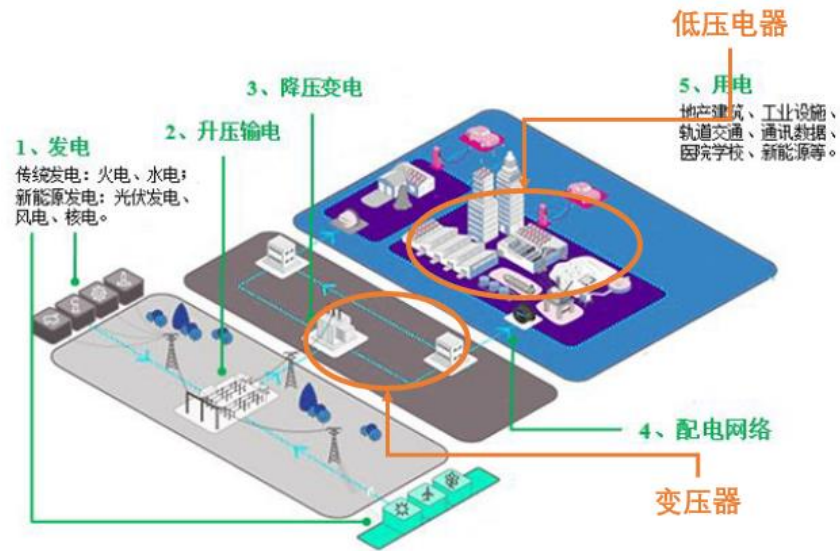 低压电器
3、降压变电
5、用电
地产建筑、工业设施、
轨道交通、通讯数据、
医院学校、新能源等。
2、升压输电
1、发电
传统发电：火电、水电；
新能源发电：光伏发电、
风电、核电。
4、配电网络
变压器